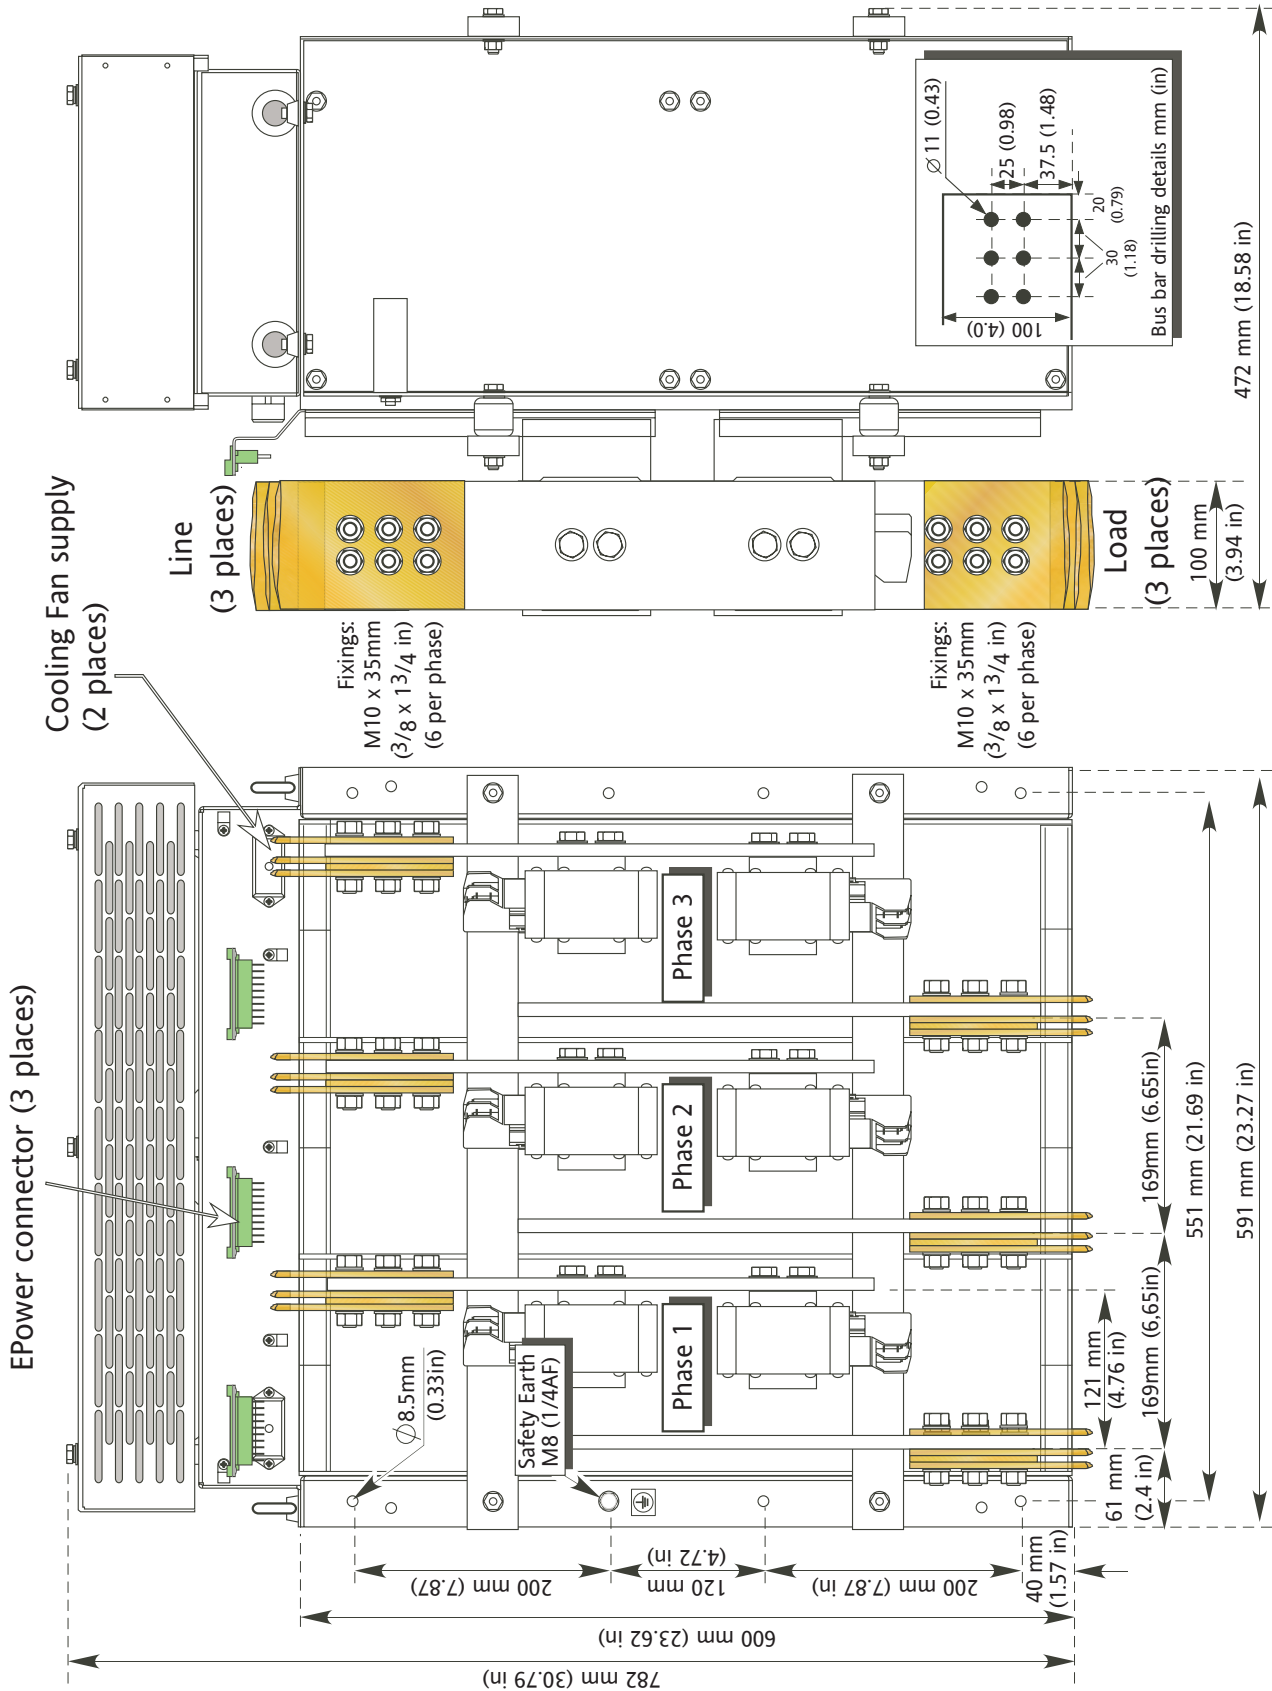 EPower connector (3 places)
Cooling Fan supply
(2 places)
Line
(3 places)
Fixings:
M10 x 35mm
(3/8 x 13/4 in)
(6 per phase)
Fixings:
M10 x 35mm
(3/8 x 13/4 in)
(6 per phase)
Load
(3 places)
100 mm
(3.94 in)
472 mm (18.58 in)
Ø 11 (0.43)
25 (0.98)
37.5 (1.48)
20
(0.79)
30
(1.18)
100 (4.0)
Bus bar drilling details mm (in)
Ø8.5mm
(0.33in)
Safety Earth
M8 (1/4AF)
Phase 1
Phase 2
Phase 3
782 mm (30.79 in)
600 mm (23.62 in)
200 mm (7.87)
120 mm
(4.72 in)
200 mm (7.87 in)
40 mm
(1.57 in)
61 mm
(2.4 in)
121 mm
(4.76 in)
169mm (6,65in)
169mm (6.65in)
551 mm (21.69 in)
591 mm (23.27 in)